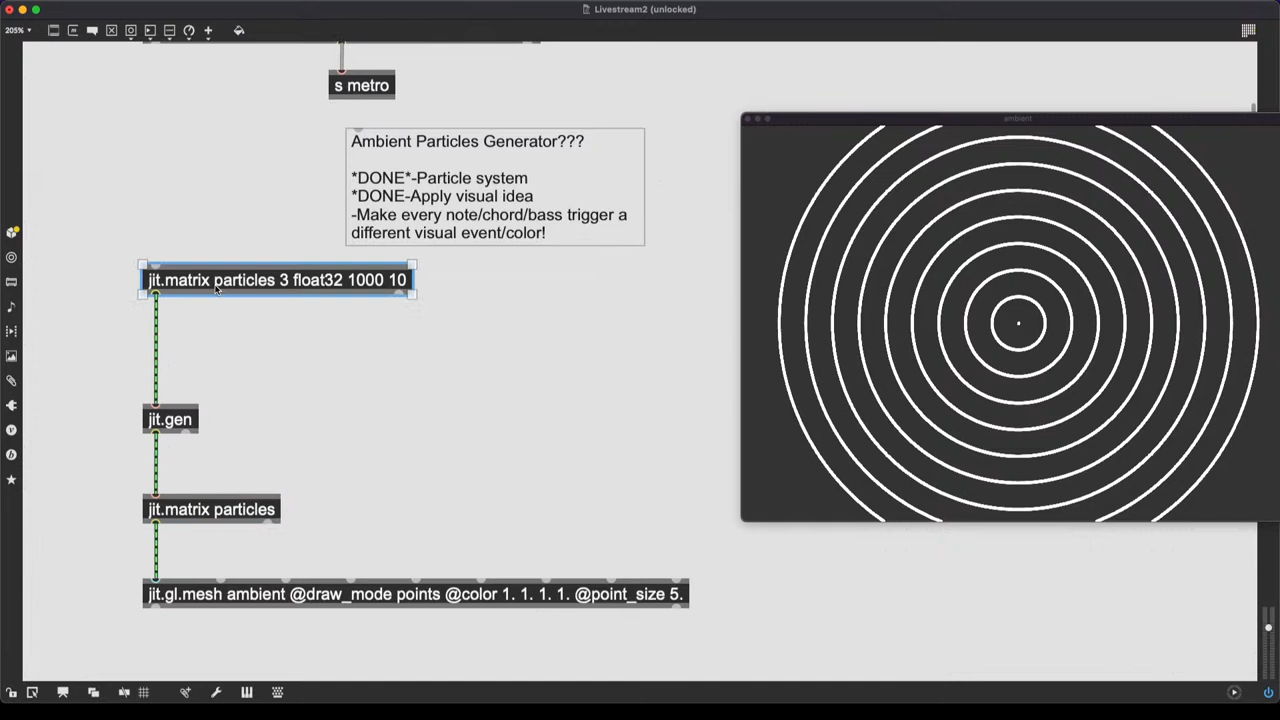 Livestream2 (unlocked)
205%
s metro
ambient
Ambient Particles Generator???
*DONE*-Particle system
*DONE-Apply visual idea
-Make every note/chord/bass trigger a
different visual event/color!
jit.matrix particles 3 float32 1000 10
jit.gen
jit.matrix particles
jit.gl.mesh ambient @draw_mode points @color 1. 1. 1. 1. @point_size 5.